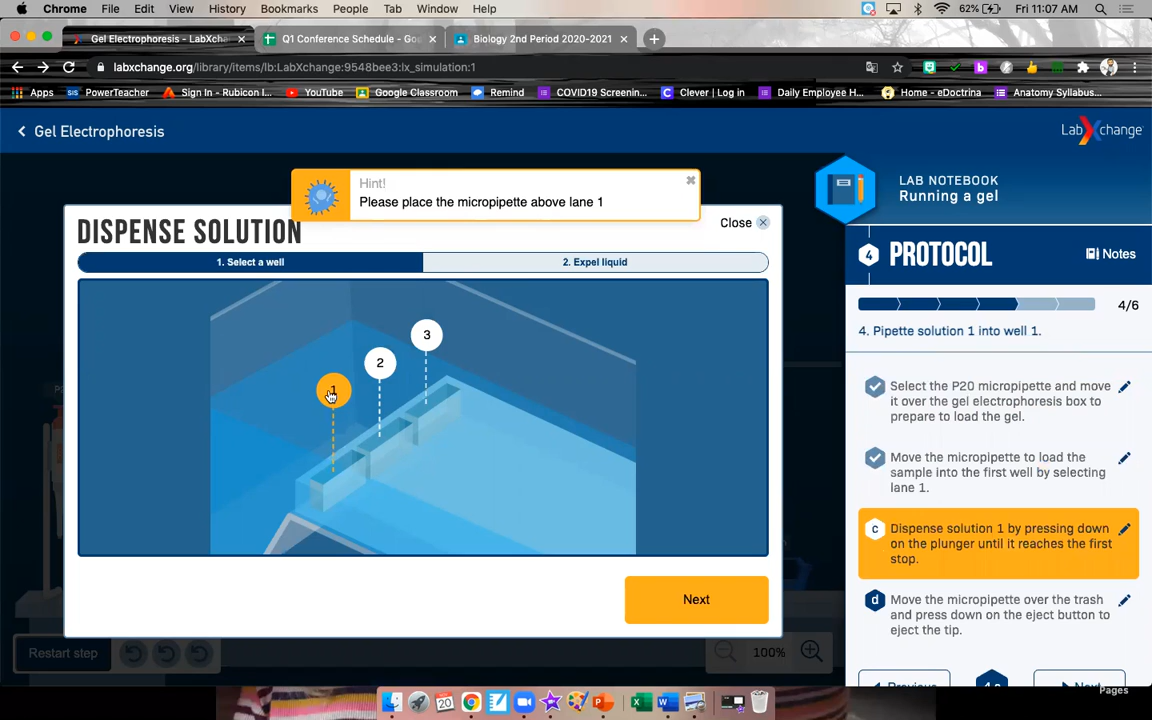 Chrome File Edit View History Bookmarks People Tab Window Help 62% Fri 11:07 AM
Gel Electrophoresis - LabXcha Q1 Conference Schedule - Goo Biology 2nd Period 2020-2021
labxchange.org/library/items/lb:LabXchange:9548bee3:lx_simulation:1
Apps PowerTeacher Sign In - Rubicon I... YouTube Google Classroom Remind COVID19 Screenin... Clever | Log in Daily Employee H... Home - eDoctrina Anatomy Syllabus...
Gel Electrophoresis
LabXchange
Hint!
Please place the micropipette above lane 1
DISPENSE SOLUTION
Close
1. Select a well
2. Expel liquid
3
2
1
Next
Restart step
100%
LAB NOTEBOOK
Running a gel
4 PROTOCOL
Notes
4/6
4. Pipette solution 1 into well 1.
Select the P20 micropipette and move
it over the gel electrophoresis box to
prepare to load the gel.
Move the micropipette to load the
sample into the first well by selecting
lane 1.
c Dispense solution 1 by pressing down
on the plunger until it reaches the first
stop.
d Move the micropipette over the trash
and press down on the eject button to
eject the tip.
Previous
Next
Pages
20